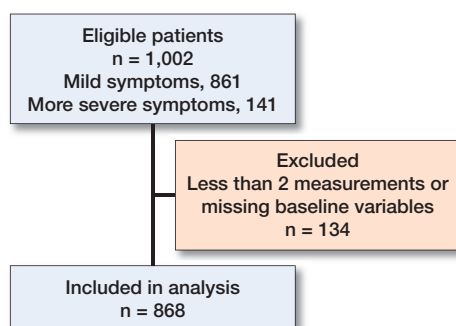 Eligible patients
n = 1,002
Mild symptoms, 861
More severe symptoms, 141
Excluded
Less than 2 measurements or
missing baseline variables
n = 134
Included in analysis
n = 868